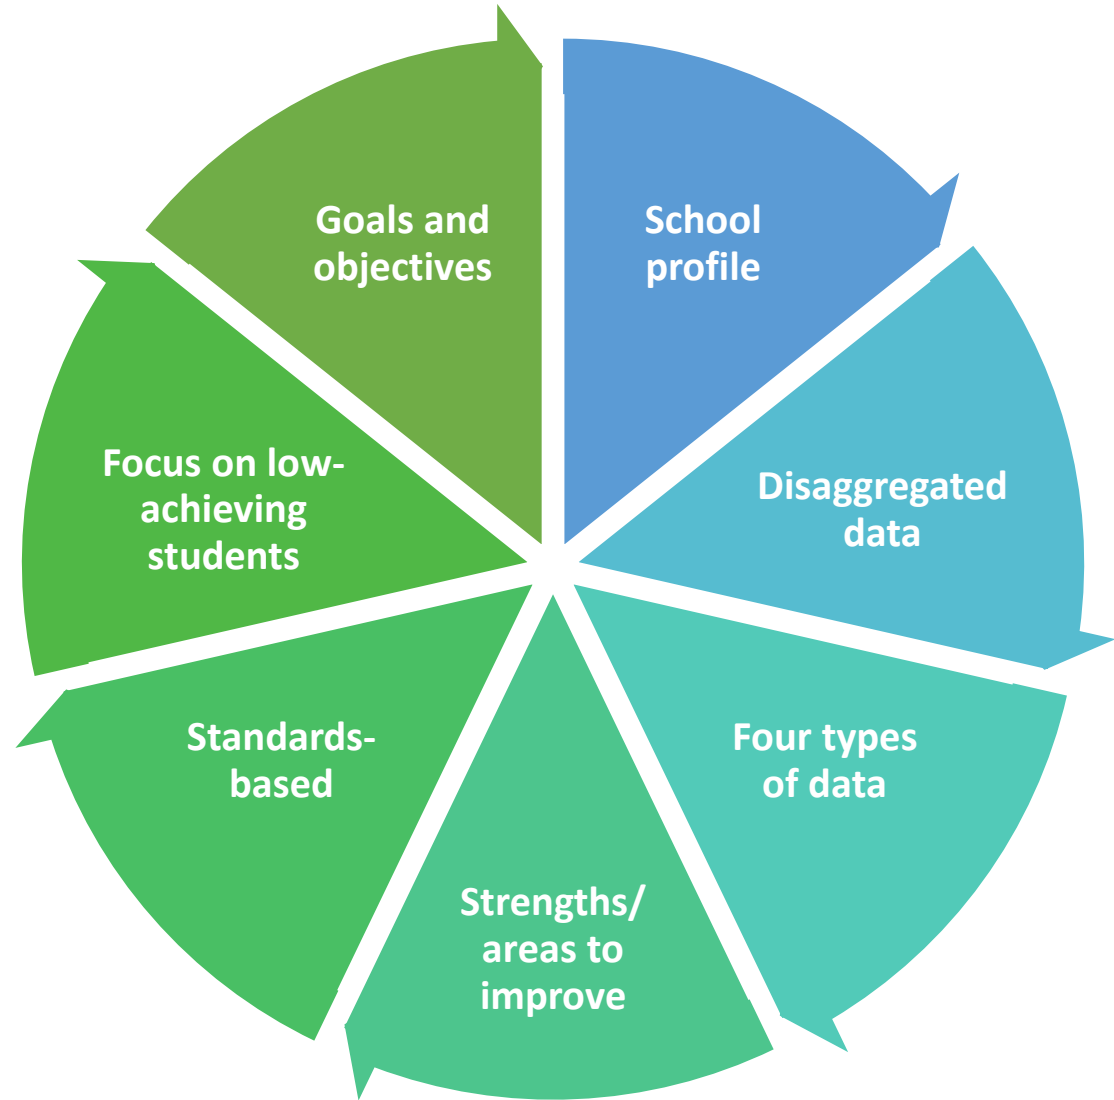 School
profile
Disaggregated
data
Four types
of data
Strengths/
areas to
improve
Standards-
based
Focus on low-
achieving
students
Goals and
objectives